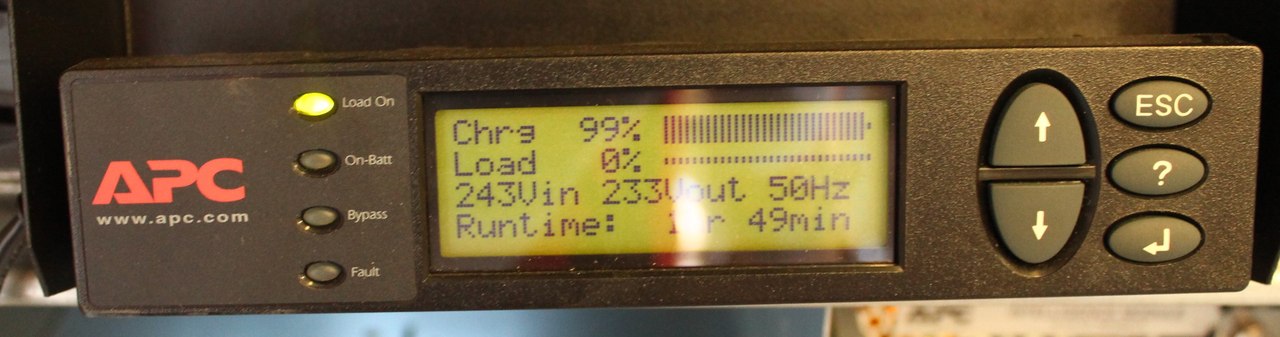 APC
www.apc.com
Load On
On-Batt
Bypass
Fault
Chrg 99%
Load 0%
243Vin 233Vout 50Hz
Runtime: 49min
ESC
?